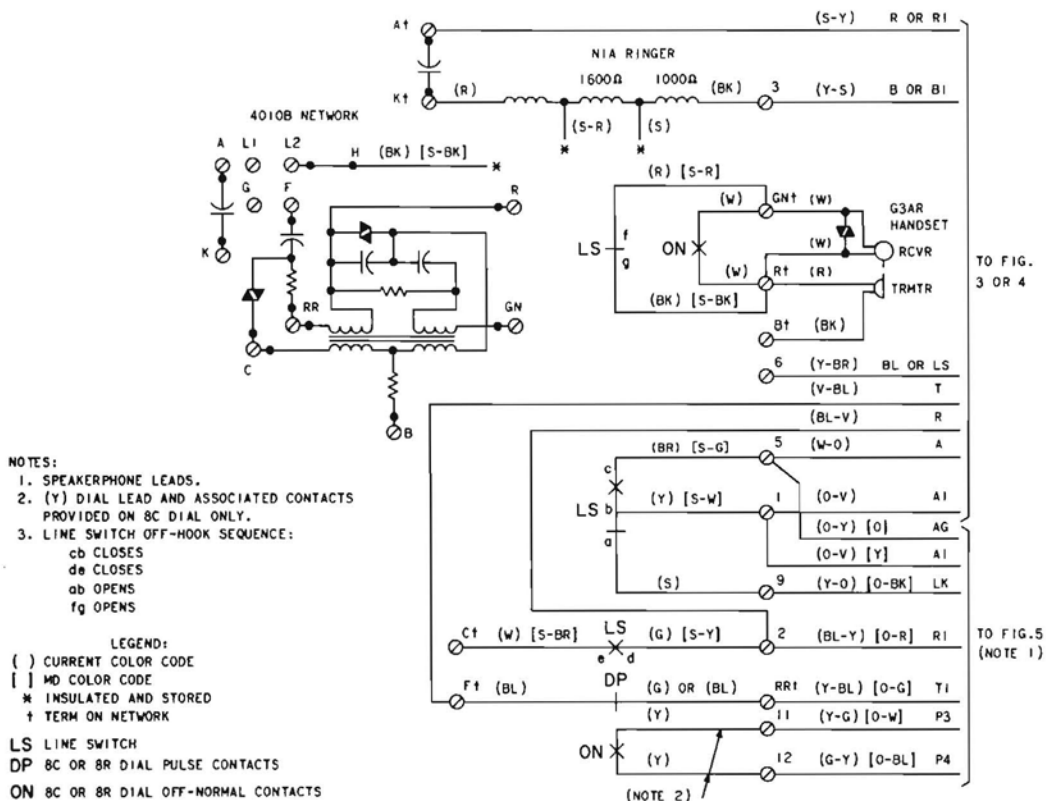 A† (S-Y) R OR R1
N1A RINGER
1600Ω 1000Ω
K† (R) (BK) 3 (Y-S) B OR B1
(S-R) (S)
* *
4010B NETWORK
A L1 L2 H (BK) [S-BK] *
G F R
K
RR GN
C
B
(R) [S-R]
(W) GN† (W) G3AR
HANDSET
LS f g ON (W) RCVR
(W) R† (R) TRMTR
(BK) [S-BK]
B† (BK)
TO FIG.
3 OR 4
6 (Y-BR) BL OR LS
(V-BL) T
(BL-V) R
(BR) [S-G] 5 (W-O) A
c
LS b (Y) [S-W] 1 (O-V) A1
a
(O-Y) [O] AG
(O-V) [Y] A1
(S) 9 (Y-O) [O-BK] LK
C† (W) [S-BR] LS (G) [S-Y] 2 (BL-Y) [O-R] R1
e d
DP
F† (BL) (G) OR (BL) RR† (Y-BL) [O-G] T1
(Y) 11 (Y-G) [O-W] P3
ON
(Y) 12 (G-Y) [O-BL] P4
(NOTE 2)
TO FIG.5
(NOTE 1)
NOTES:
1. SPEAKERPHONE LEADS.
2. (Y) DIAL LEAD AND ASSOCIATED CONTACTS
PROVIDED ON 8C DIAL ONLY.
3. LINE SWITCH OFF-HOOK SEQUENCE:
cb CLOSES
de CLOSES
ab OPENS
fg OPENS
LEGEND:
( ) CURRENT COLOR CODE
[ ] MD COLOR CODE
* INSULATED AND STORED
† TERM ON NETWORK
LS LINE SWITCH
DP 8C OR 8R DIAL PULSE CONTACTS
ON 8C OR 8R DIAL OFF-NORMAL CONTACTS